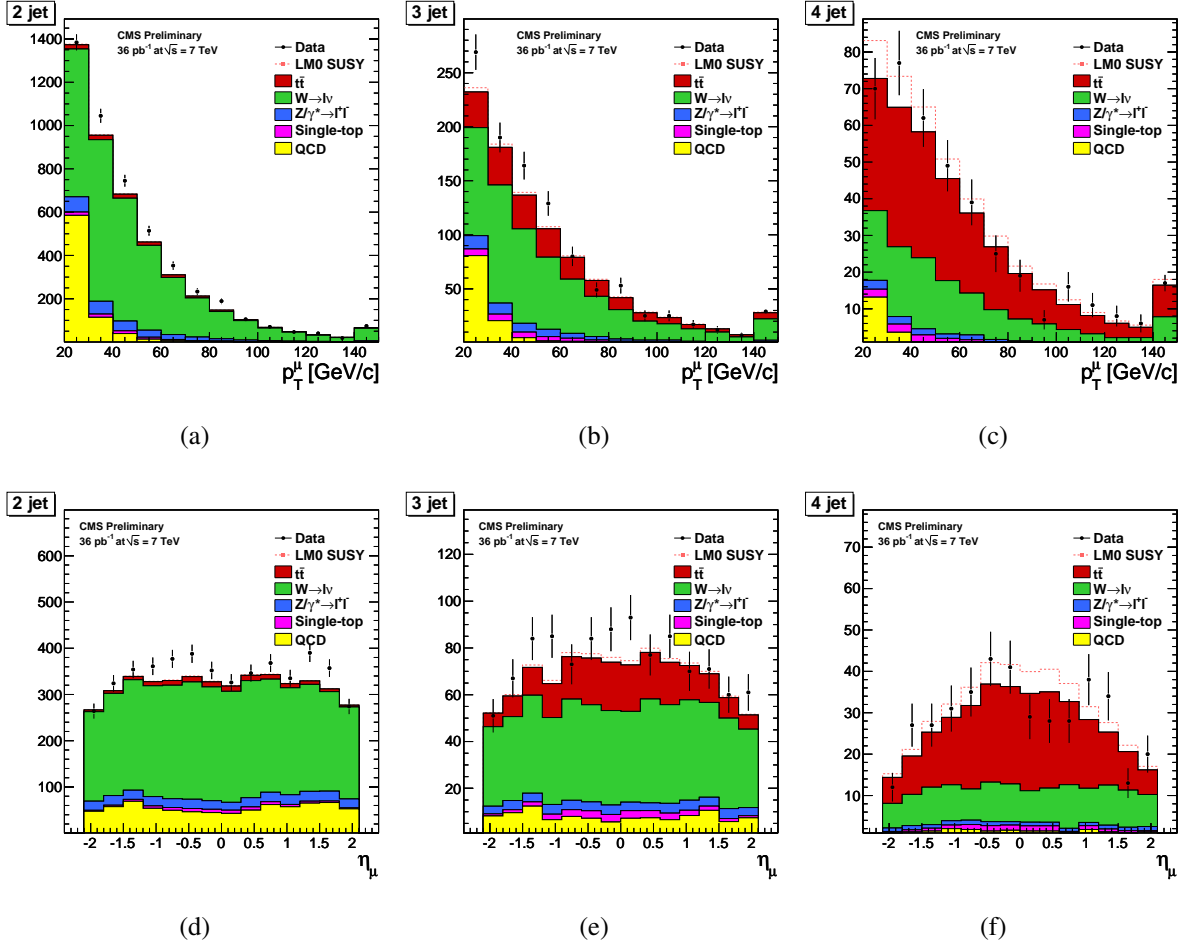 2 jet
CMS Preliminary
36 pb⁻¹ at √s = 7 TeV
Data
LM0 SUSY
tt̄
W→lν
Z/γ*→l⁺l⁻
Single-top
QCD
1400
1200
1000
800
600
400
200
20 40 60 80 100 120 140
p_T^μ [GeV/c]
(a)
3 jet
CMS Preliminary
36 pb⁻¹ at √s = 7 TeV
Data
LM0 SUSY
tt̄
W→lν
Z/γ*→l⁺l⁻
Single-top
QCD
300
250
200
150
100
50
20 40 60 80 100 120 140
p_T^μ [GeV/c]
(b)
4 jet
CMS Preliminary
36 pb⁻¹ at √s = 7 TeV
Data
LM0 SUSY
tt̄
W→lν
Z/γ*→l⁺l⁻
Single-top
QCD
80
70
60
50
40
30
20
10
20 40 60 80 100 120 140
p_T^μ [GeV/c]
(c)
2 jet
CMS Preliminary
36 pb⁻¹ at √s = 7 TeV
Data
LM0 SUSY
tt̄
W→lν
Z/γ*→l⁺l⁻
Single-top
QCD
600
500
400
300
200
100
-2 -1.5 -1 -0.5 0 0.5 1 1.5 2
η_μ
(d)
3 jet
CMS Preliminary
36 pb⁻¹ at √s = 7 TeV
Data
LM0 SUSY
tt̄
W→lν
Z/γ*→l⁺l⁻
Single-top
QCD
120
100
80
60
40
20
-2 -1.5 -1 -0.5 0 0.5 1 1.5 2
η_μ
(e)
4 jet
CMS Preliminary
36 pb⁻¹ at √s = 7 TeV
Data
LM0 SUSY
tt̄
W→lν
Z/γ*→l⁺l⁻
Single-top
QCD
70
60
50
40
30
20
10
-2 -1.5 -1 -0.5 0 0.5 1 1.5 2
η_μ
(f)